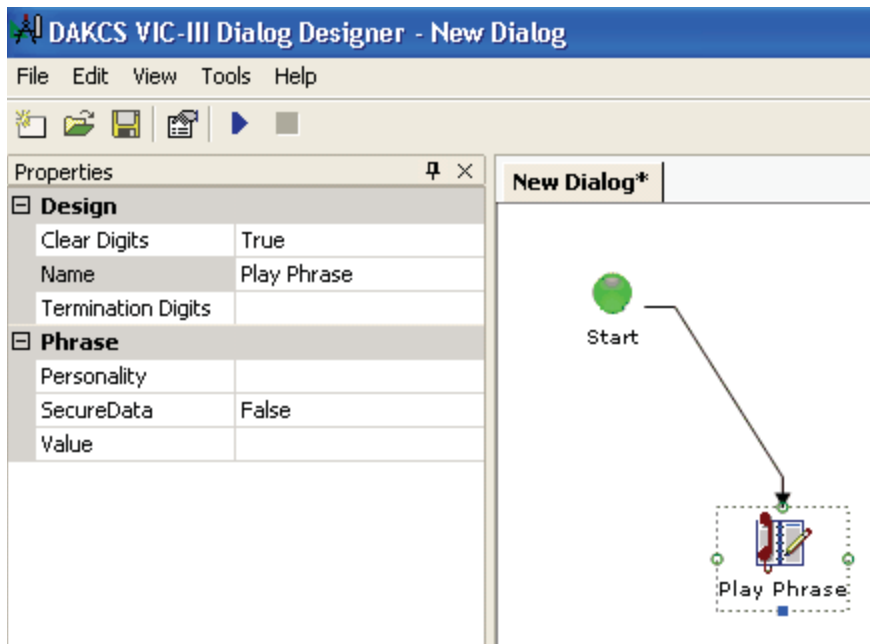 DAKCS VIC-III Dialog Designer - New Dialog
File Edit View Tools Help
Properties
Design
Clear Digits True
Name Play Phrase
Termination Digits
Phrase
Personality
SecureData False
Value
New Dialog*
Start
Play Phrase